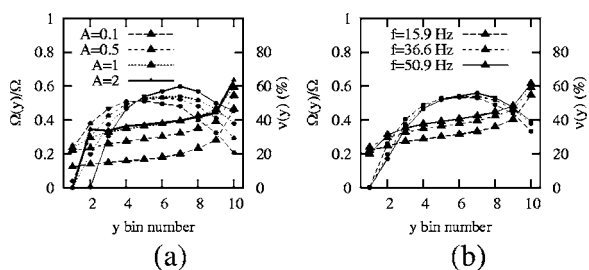 1
0.8
0.6
0.4
0.2
0
Ω(y)/Ω
A=0.1
A=0.5
A=1
A=2
80
60
40
20
0
ν(y) (%)
2 4 6 8 10
y bin number
(a)
1
0.8
0.6
0.4
0.2
0
Ω(y)/Ω
f=15.9 Hz
f=36.6 Hz
f=50.9 Hz
80
60
40
20
0
ν(y) (%)
2 4 6 8 10
y bin number
(b)